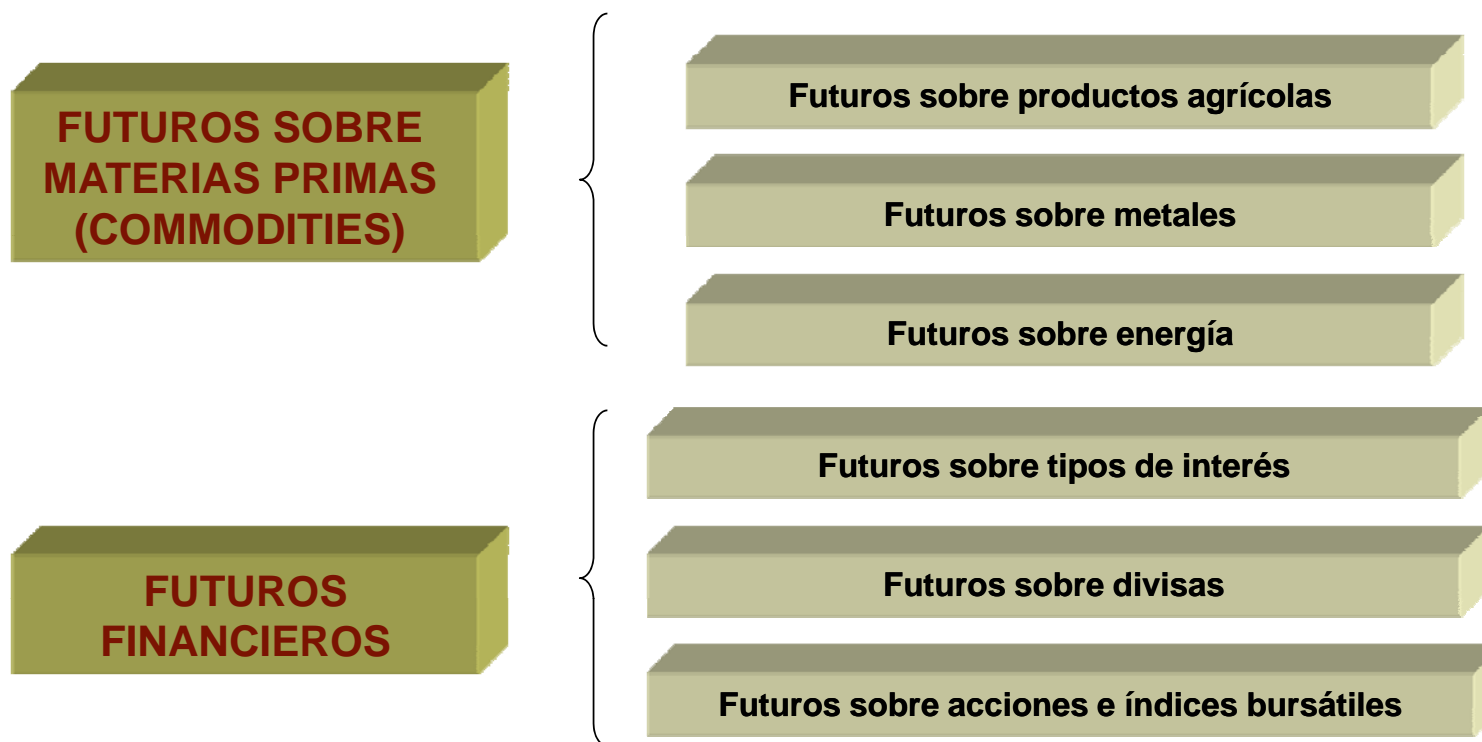 FUTUROS SOBRE
MATERIAS PRIMAS
(COMMODITIES)
Futuros sobre productos agrícolas
Futuros sobre metales
Futuros sobre energía
FUTUROS
FINANCIEROS
Futuros sobre tipos de interés
Futuros sobre divisas
Futuros sobre acciones e índices bursátiles